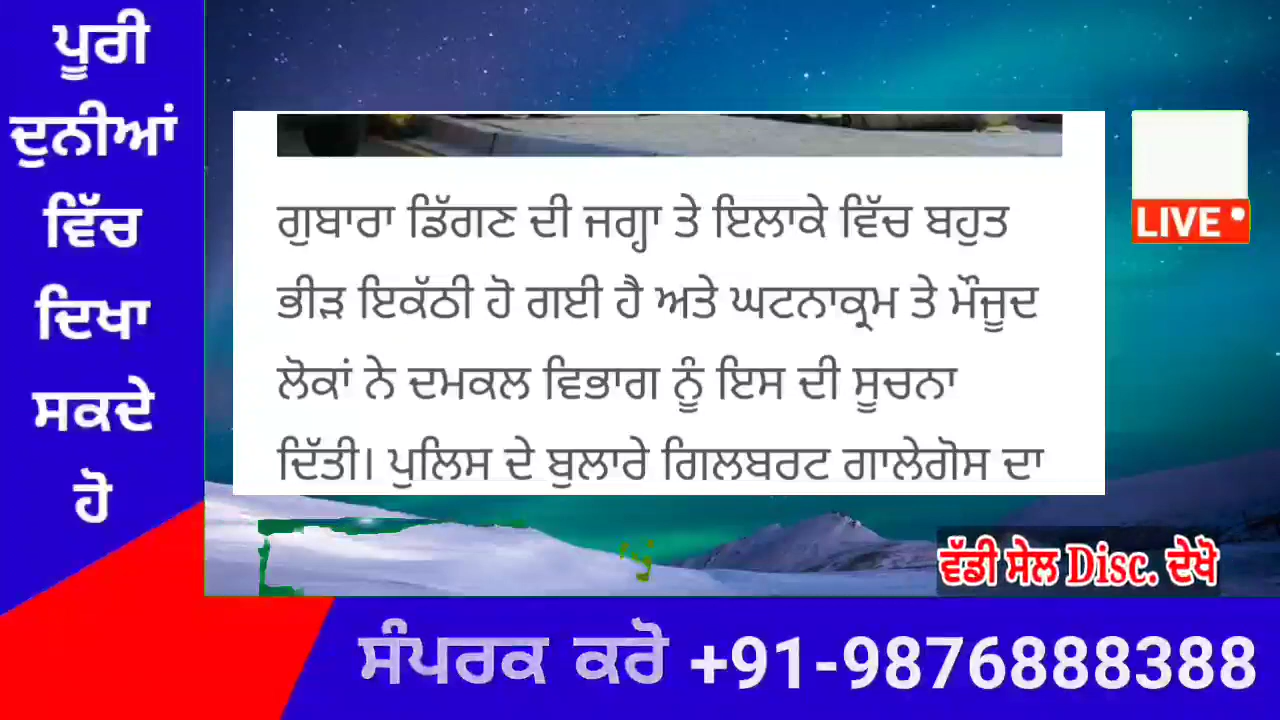 ਪੂਰੀ
ਦੁਨੀਆਂ
ਵਿੱਚ
ਦਿਖਾ
ਸਕਦੇ
ਹੋ
ਗੁਬਾਰਾ ਡਿੱਗਣ ਦੀ ਜਗ੍ਹਾ ਤੇ ਇਲਾਕੇ ਵਿੱਚ ਬਹੁਤ
ਭੀੜ ਇਕੱਠੀ ਹੋ ਗਈ ਹੈ ਅਤੇ ਘਟਨਾਕ੍ਰਮ ਤੇ ਮੌਜੂਦ
ਲੋਕਾਂ ਨੇ ਦਮਕਲ ਵਿਭਾਗ ਨੂੰ ਇਸ ਦੀ ਸੂਚਨਾ
ਦਿੱਤੀ। ਪੁਲਿਸ ਦੇ ਬੁਲਾਰੇ ਗਿਲਬਰਟ ਗਾਲੇਗੋਸ ਦਾ
LIVE
ਵੱਡੀ ਸੇਲ Disc. ਦੇਖੋ
ਸੰਪਰਕ ਕਰੋ +91-9876888388